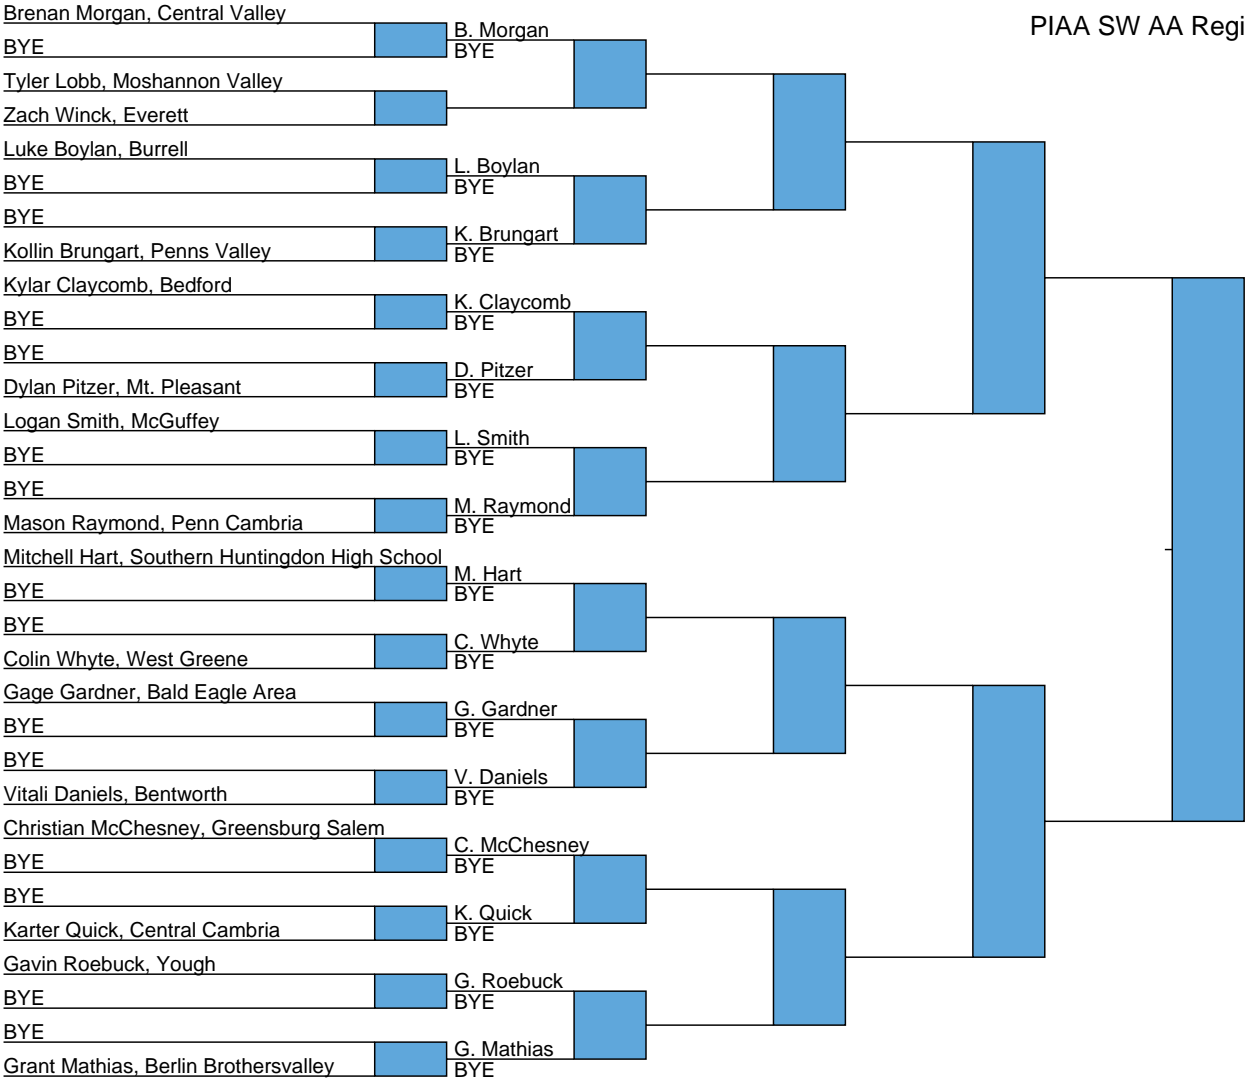 PIAA SW AA Regi
Brenan Morgan, Central Valley
BYE
Tyler Lobb, Moshannon Valley
Zach Winck, Everett
Luke Boylan, Burrell
BYE
BYE
Kollin Brungart, Penns Valley
Kylar Claycomb, Bedford
BYE
BYE
Dylan Pitzer, Mt. Pleasant
Logan Smith, McGuffey
BYE
BYE
Mason Raymond, Penn Cambria
Mitchell Hart, Southern Huntingdon High School
BYE
BYE
Colin Whyte, West Greene
Gage Gardner, Bald Eagle Area
BYE
BYE
Vitali Daniels, Bentworth
Christian McChesney, Greensburg Salem
BYE
BYE
Karter Quick, Central Cambria
Gavin Roebuck, Yough
BYE
BYE
Grant Mathias, Berlin Brothersvalley
B. Morgan
BYE
L. Boylan
BYE
K. Brungart
BYE
K. Claycomb
BYE
D. Pitzer
BYE
L. Smith
BYE
M. Raymond
BYE
M. Hart
BYE
C. Whyte
BYE
G. Gardner
BYE
V. Daniels
BYE
C. McChesney
BYE
K. Quick
BYE
G. Roebuck
BYE
G. Mathias
BYE